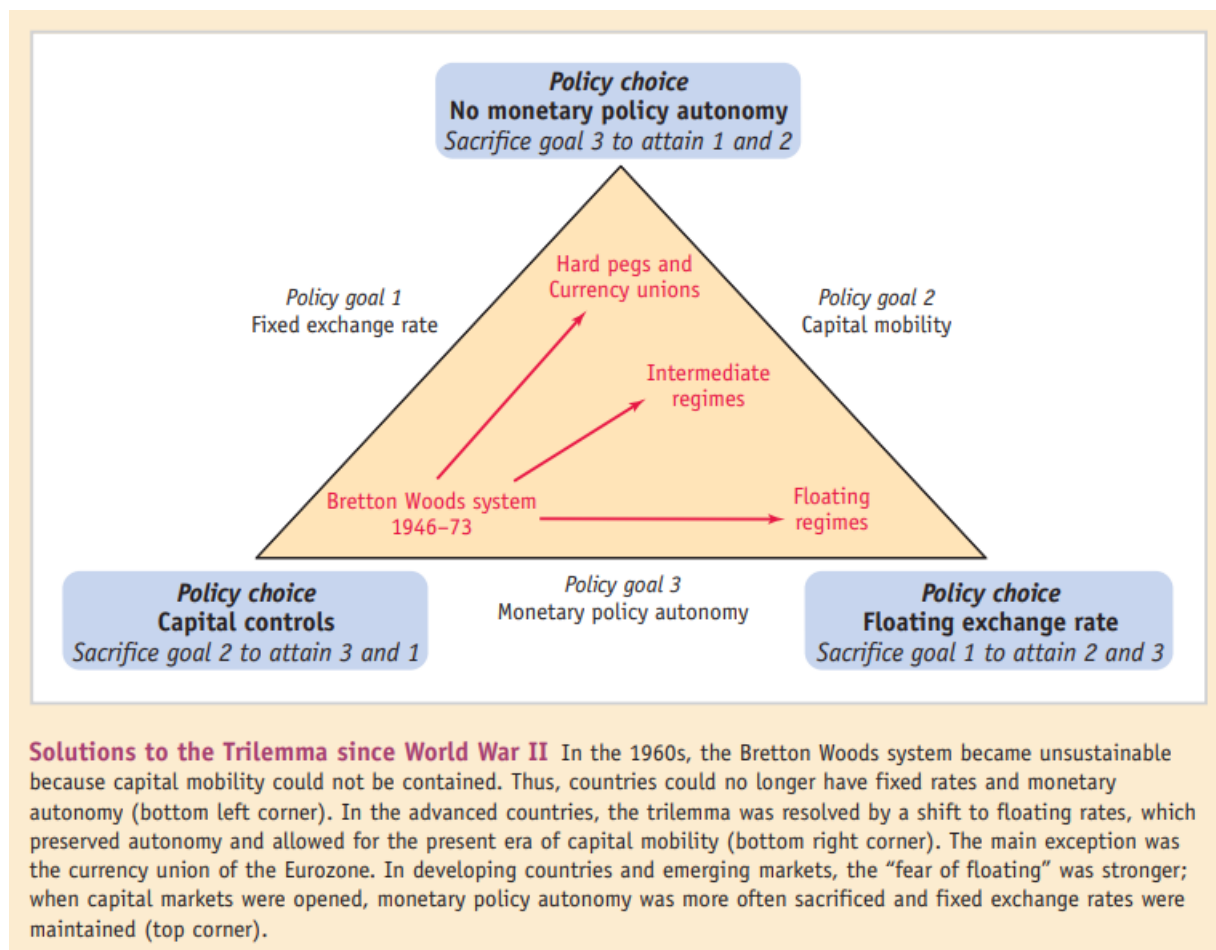 Policy choice
No monetary policy autonomy
Sacrifice goal 3 to attain 1 and 2
Hard pegs and
Currency unions
Policy goal 1
Fixed exchange rate
Policy goal 2
Capital mobility
Intermediate
regimes
Bretton Woods system
1946–73
Floating
regimes
Policy choice
Capital controls
Sacrifice goal 2 to attain 3 and 1
Policy goal 3
Monetary policy autonomy
Policy choice
Floating exchange rate
Sacrifice goal 1 to attain 2 and 3
Solutions to the Trilemma since World War II In the 1960s, the Bretton Woods system became unsustainable
because capital mobility could not be contained. Thus, countries could no longer have fixed rates and monetary
autonomy (bottom left corner). In the advanced countries, the trilemma was resolved by a shift to floating rates, which
preserved autonomy and allowed for the present era of capital mobility (bottom right corner). The main exception was
the currency union of the Eurozone. In developing countries and emerging markets, the “fear of floating” was stronger;
when capital markets were opened, monetary policy autonomy was more often sacrificed and fixed exchange rates were
maintained (top corner).